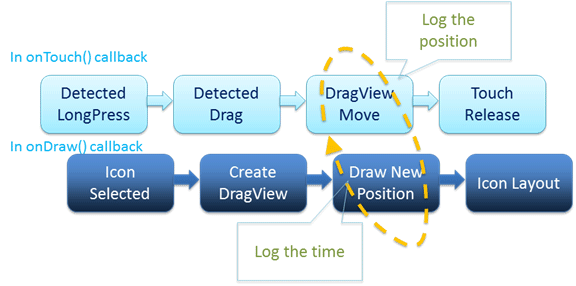 Log the
position
In onTouch() callback
Detected
LongPress
Detected
Drag
DragView
Move
Touch
Release
In onDraw() callback
Icon
Selected
Create
DragView
Draw New
Position
Icon Layout
Log the time